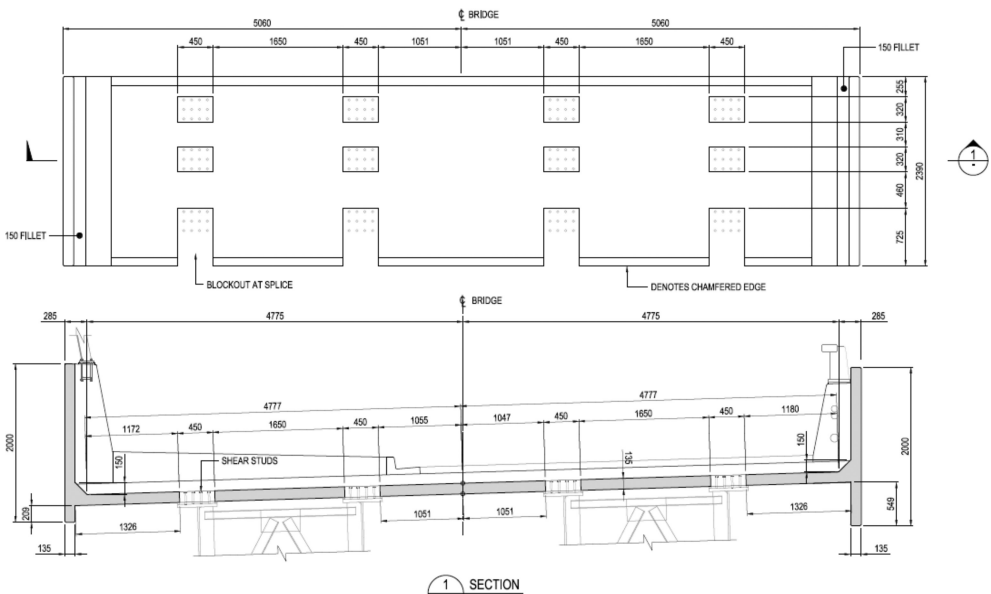 ℄ BRIDGE
5060 5060
450 1650 450 1051 1051 450 1650 450
150 FILLET
255
320
310
320
460
725
2390
1
-
150 FILLET
BLOCKOUT AT SPLICE
DENOTES CHAMFERED EDGE
℄ BRIDGE
285 4775 4775 285
4777 4777
1172 450 1650 450 1055 1047 450 1650 450 1180
2000
150
SHEAR STUDS
135
150
2000
209
1326 1051 1051 1326
549
135 135
1 SECTION
-